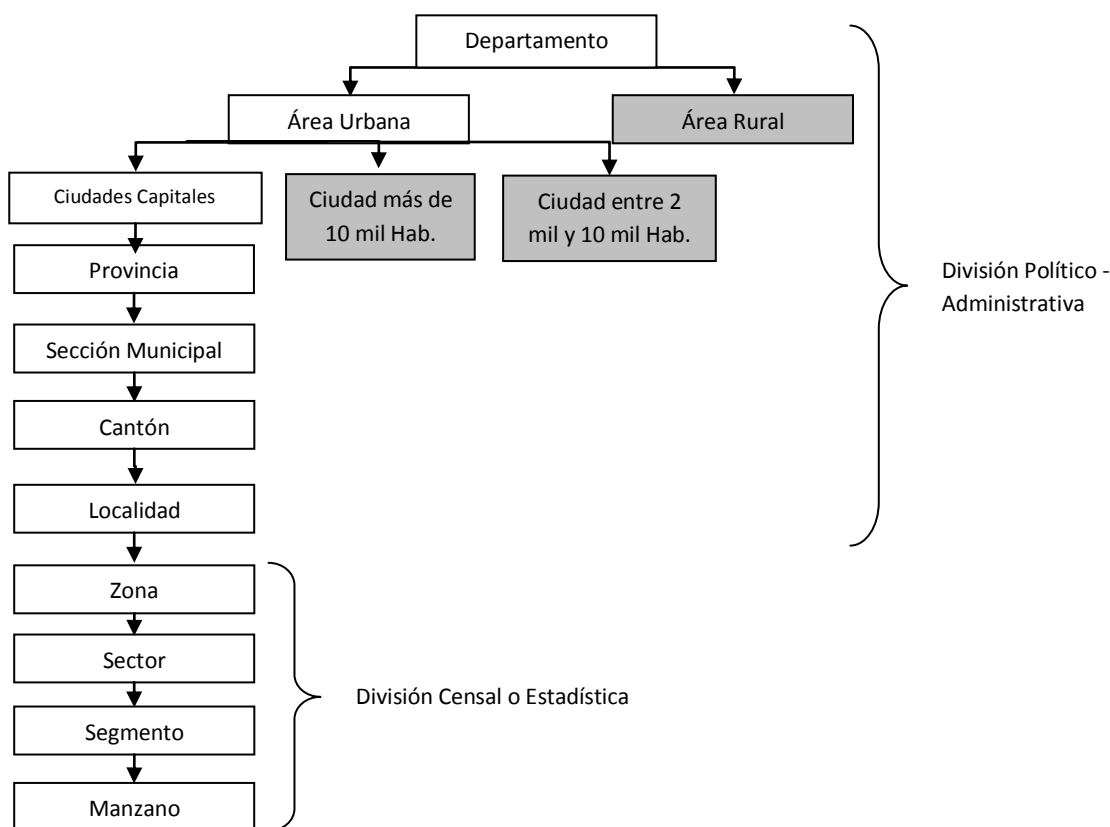 Departamento
Área Urbana
Área Rural
Ciudades Capitales
Ciudad más de
10 mil Hab.
Ciudad entre 2
mil y 10 mil Hab.
Provincia
Sección Municipal
Cantón
Localidad
División Político -
Administrativa
Zona
Sector
Segmento
Manzano
División Censal o Estadística